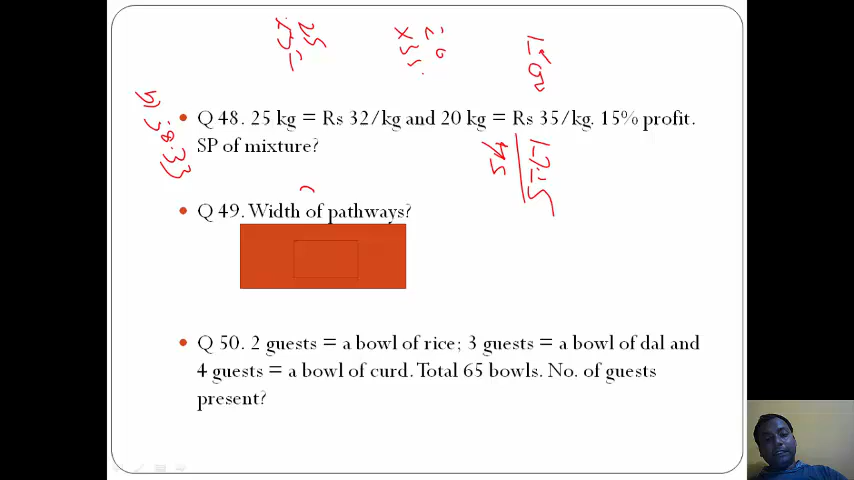 Q 48. 25 kg = Rs 32/kg and 20 kg = Rs 35/kg. 15% profit.
SP of mixture?
Q 49. Width of pathways?
Q 50. 2 guests = a bowl of rice; 3 guests = a bowl of dal and
4 guests = a bowl of curd. Total 65 bowls. No. of guests
present?